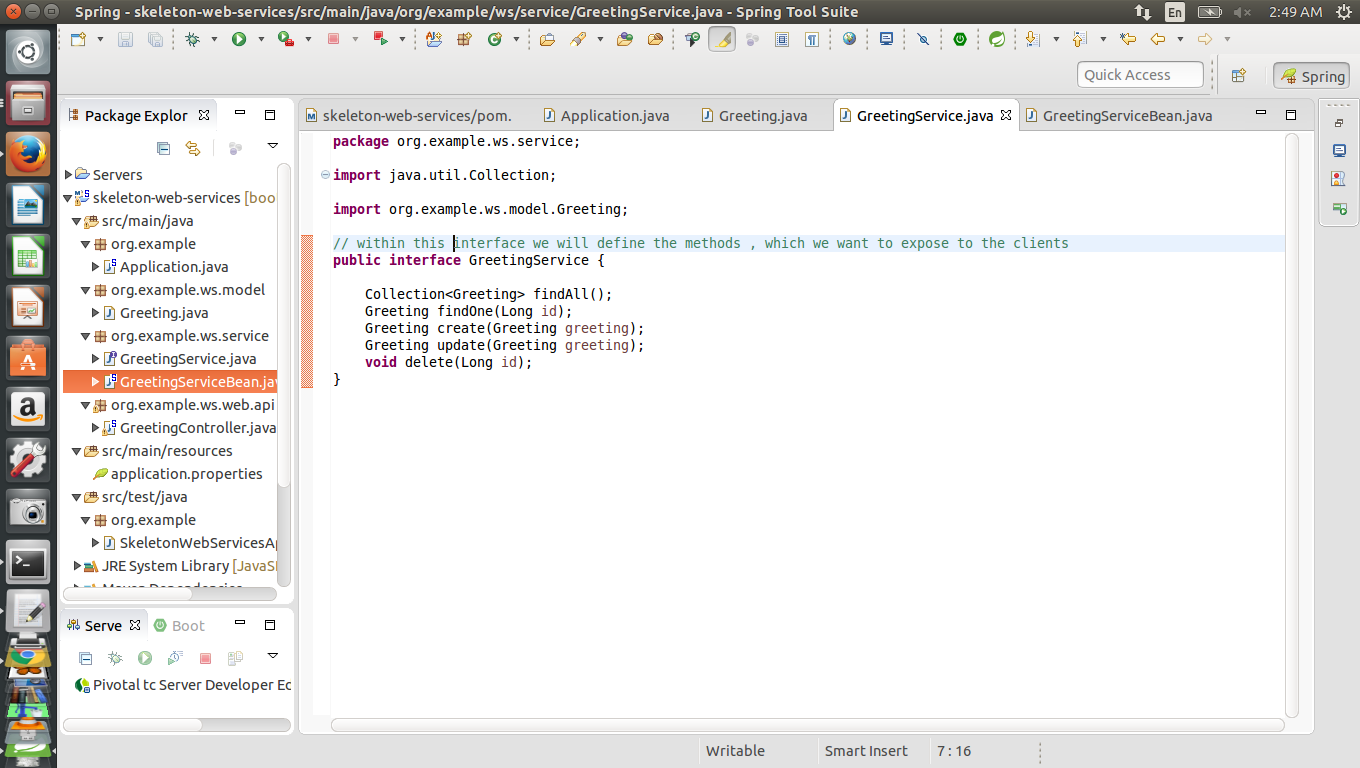 Spring - skeleton-web-services/src/main/java/org/example/ws/service/GreetingService.java - Spring Tool Suite
En
2:49 AM
Quick Access
Spring
Package Explor
skeleton-web-services/pom.
Application.java
Greeting.java
GreetingService.java
GreetingServiceBean.java
Servers
skeleton-web-services [boo
src/main/java
org.example
Application.java
org.example.ws.model
Greeting.java
org.example.ws.service
GreetingService.java
GreetingServiceBean.jav
org.example.ws.web.api
GreetingController.java
src/main/resources
application.properties
src/test/java
org.example
SkeletonWebServicesAp
JRE System Library [JavaSE
Maven Dependencies
package org.example.ws.service;
import java.util.Collection;
import org.example.ws.model.Greeting;
// within this interface we will define the methods , which we want to expose to the clients
public interface GreetingService {
Collection<Greeting> findAll();
Greeting findOne(Long id);
Greeting create(Greeting greeting);
Greeting update(Greeting greeting);
void delete(Long id);
}
Serve
Boot
Pivotal tc Server Developer Ec
Writable
Smart Insert
7 : 16